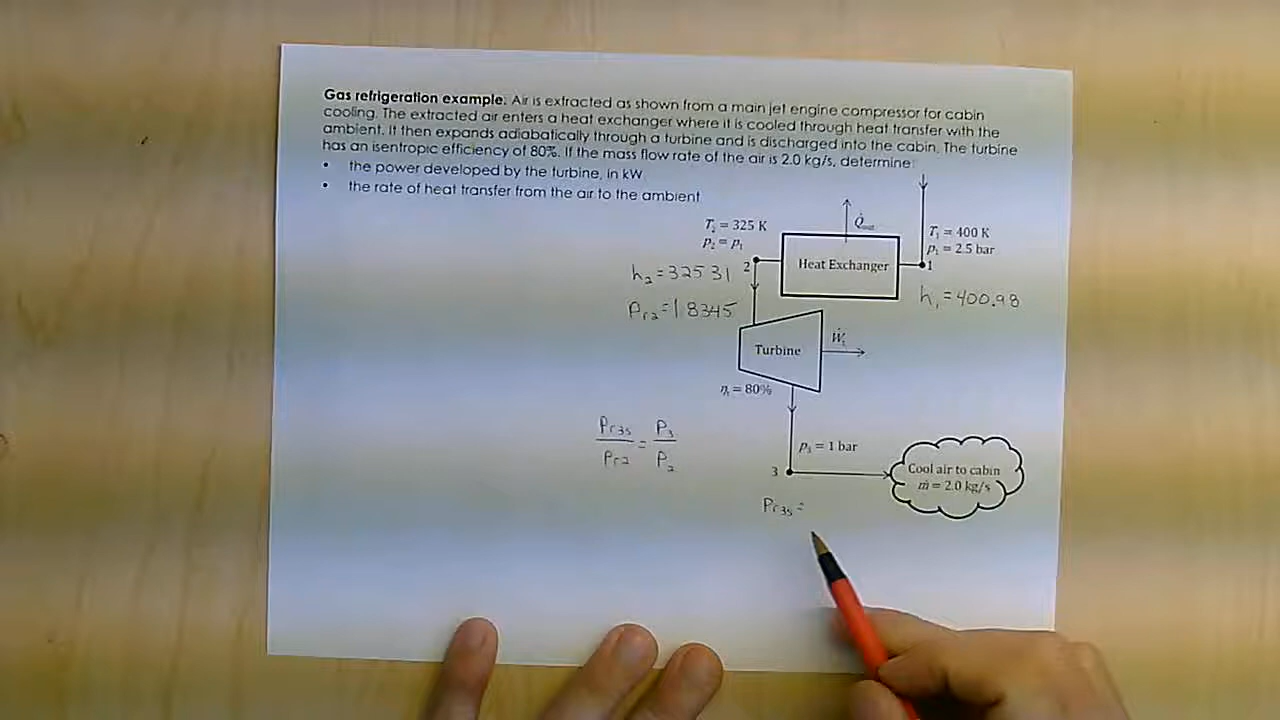 Gas refrigeration example. Air is extracted as shown from a main jet engine compressor for cabin
cooling. The extracted air enters a heat exchanger where it is cooled through heat transfer with the
ambient. It then expands adiabatically through a turbine and is discharged into the cabin. The turbine
has an isentropic efficiency of 80%. If the mass flow rate of the air is 2.0 kg/s, determine:
• the power developed by the turbine, in kW
• the rate of heat transfer from the air to the ambient
T₂ = 325 K
p₂ = p₁
Q̇out
T₁ = 400 K
p₁ = 2.5 bar
h₂ = 325 31
2
Heat Exchanger
1
h₁ = 400.98
Pr2 = 1 8345
Turbine
Ẇt
ηt = 80%
Pr3s/Pr2 = P3/P2
p₃ = 1 bar
3
Cool air to cabin
ṁ = 2.0 kg/s
Pr3s =